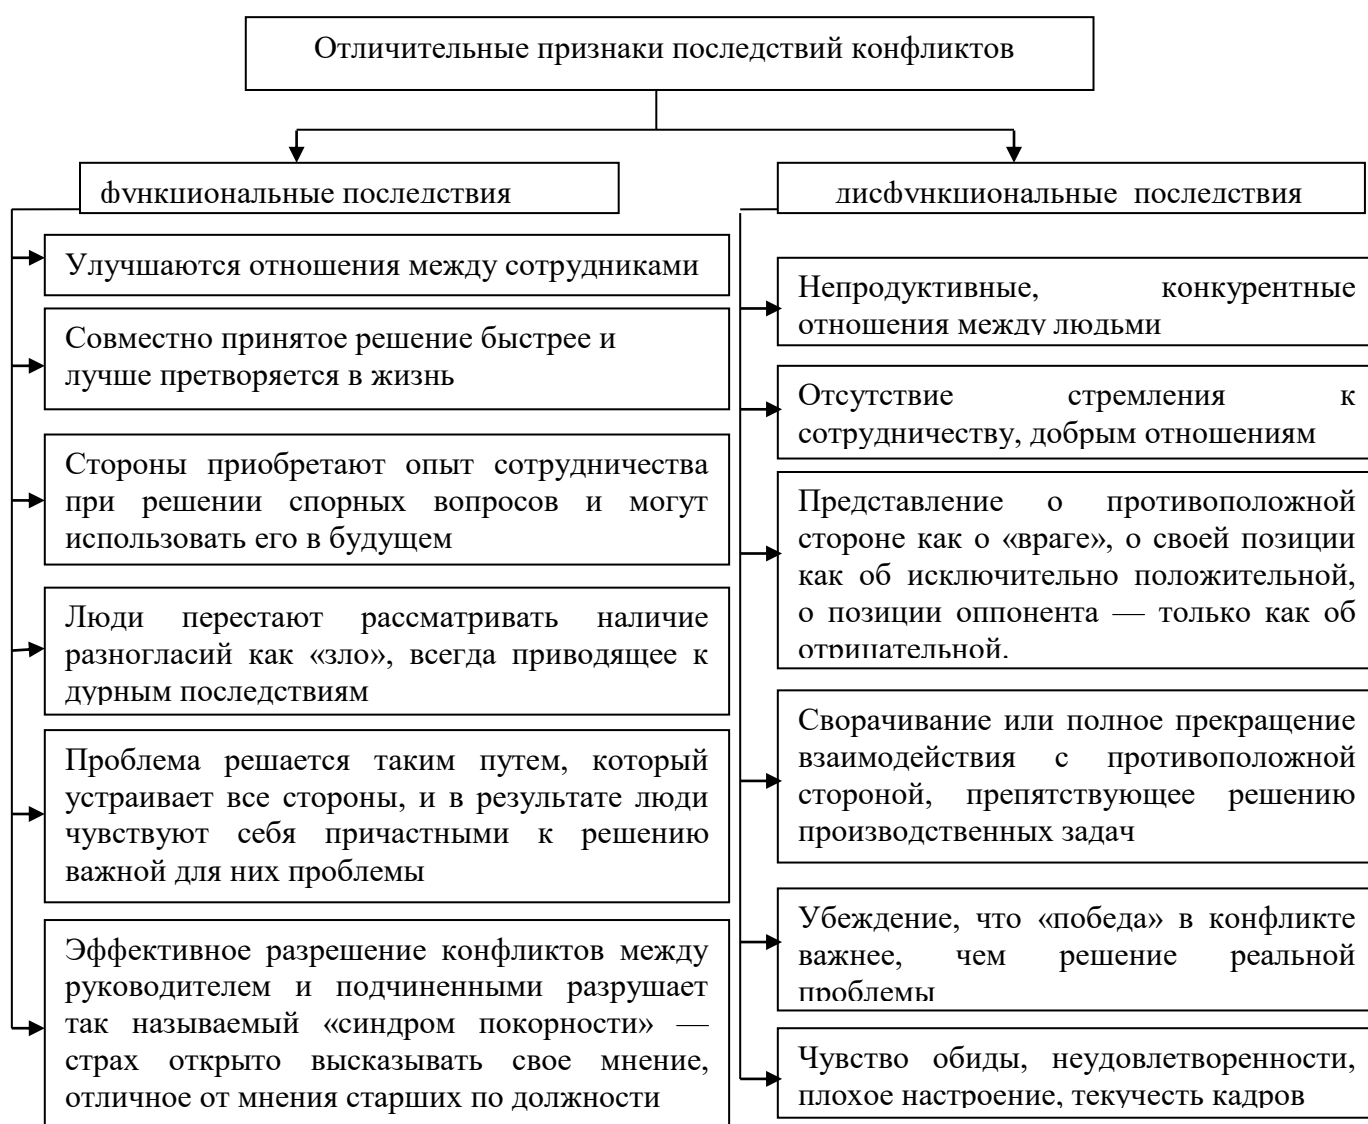 Отличительные признаки последствий конфликтов
функциональные последствия
Улучшаются отношения между сотрудниками
Совместно принятое решение быстрее и
лучше претворяется в жизнь
Стороны приобретают опыт сотрудничества
при решении спорных вопросов и могут
использовать его в будущем
Люди перестают рассматривать наличие
разногласий как «зло», всегда приводящее к
дурным последствиям
Проблема решается таким путем, который
устраивает все стороны, и в результате люди
чувствуют себя причастными к решению
важной для них проблемы
Эффективное разрешение конфликтов между
руководителем и подчиненными разрушает
так называемый «синдром покорности» —
страх открыто высказывать свое мнение,
отличное от мнения старших по должности
дисфункциональные последствия
Непродуктивные, конкурентные
отношения между людьми
Отсутствие стремления к
сотрудничеству, добрым отношениям
Представление о противоположной
стороне как о «враге», о своей позиции
как об исключительно положительной,
о позиции оппонента — только как об
отрицательной.
Сворачивание или полное прекращение
взаимодействия с противоположной
стороной, препятствующее решению
производственных задач
Убеждение, что «победа» в конфликте
важнее, чем решение реальной
проблемы
Чувство обиды, неудовлетворенности,
плохое настроение, текучесть кадров